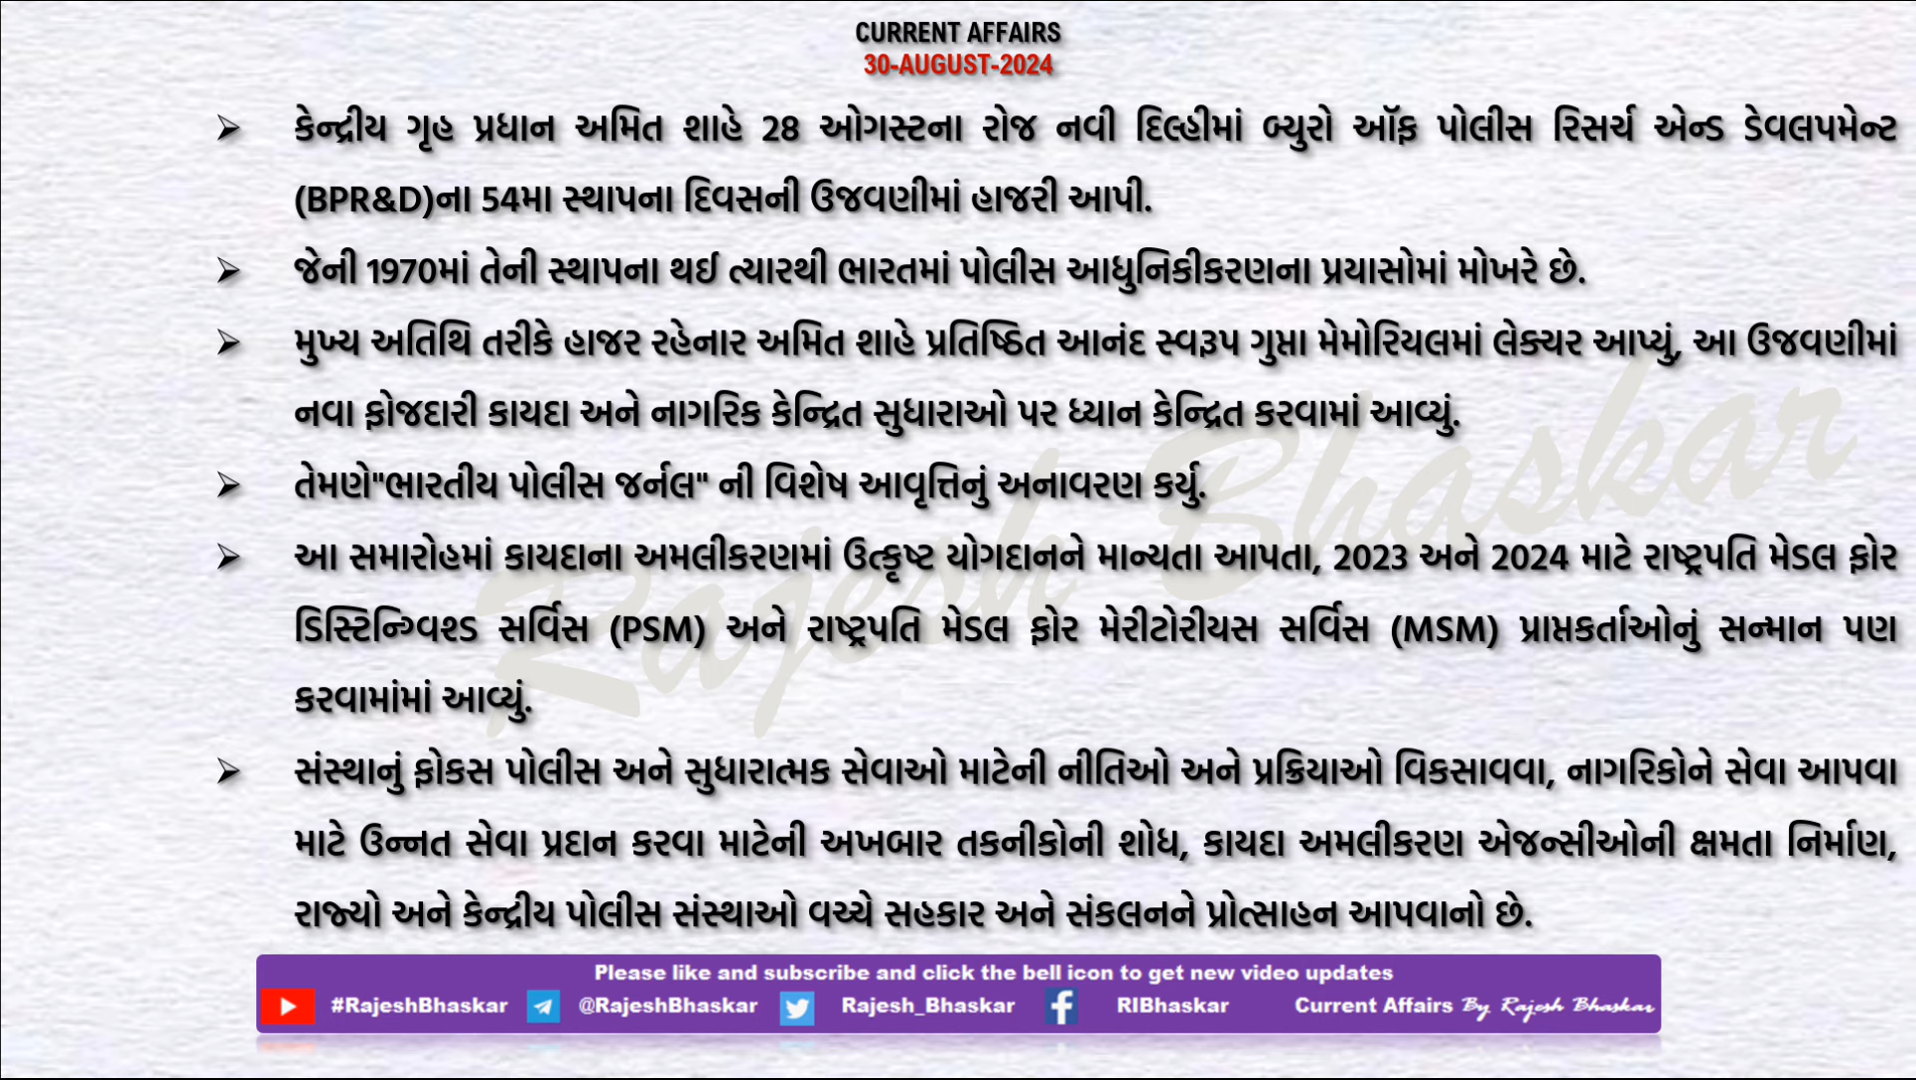 CURRENT AFFAIRS
30-AUGUST-2024
➢ કેન્દ્રીય ગૃહ પ્રધાન અમિત શાહે 28 ઓગસ્ટના રોજ નવી દિલ્હીમાં બ્યુરો ઑફ પોલીસ રિસર્ચ એન્ડ ડેવલપમેન્ટ
(BPR&D)ના 54મા સ્થાપના દિવસની ઉજવણીમાં હાજરી આપી.
➢ જેની 1970માં તેની સ્થાપના થઈ ત્યારથી ભારતમાં પોલીસ આધુનિકીકરણના પ્રયાસોમાં મોખરે છે.
➢ મુખ્ય અતિથિ તરીકે હાજર રહેનાર અમિત શાહે પ્રતિષ્ઠિત આનંદ સ્વરૂપ ગુપ્તા મેમોરિયલમાં લેક્ચર આપ્યું, આ ઉજવણીમાં
નવા ફોજદારી કાયદા અને નાગરિક કેન્દ્રિત સુધારાઓ પર ધ્યાન કેન્દ્રિત કરવામાં આવ્યું.
➢ તેમણે"ભારતીય પોલીસ જર્નલ" ની વિશેષ આવૃત્તિનું અનાવરણ કર્યુ.
➢ આ સમારોહમાં કાયદાના અમલીકરણમાં ઉત્કૃષ્ટ યોગદાનને માન્યતા આપતા, 2023 અને 2024 માટે રાષ્ટ્રપતિ મેડલ ફોર
ડિસ્ટિન્ગ્વિશ્ડ સર્વિસ (PSM) અને રાષ્ટ્રપતિ મેડલ ફોર મેરીટોરીયસ સર્વિસ (MSM) પ્રાપ્તકર્તાઓનું સન્માન પણ
કરવામાંમાં આવ્યું.
➢ સંસ્થાનું ફોકસ પોલીસ અને સુધારાત્મક સેવાઓ માટેની નીતિઓ અને પ્રક્રિયાઓ વિકસાવવા, નાગરિકોને સેવા આપવા
માટે ઉન્નત સેવા પ્રદાન કરવા માટેની અખબાર તકનીકોની શોધ, કાયદા અમલીકરણ એજન્સીઓની ક્ષમતા નિર્માણ,
રાજ્યો અને કેન્દ્રીય પોલીસ સંસ્થાઓ વચ્ચે સહકાર અને સંકલનને પ્રોત્સાહન આપવાનો છે.
Rajesh Bhaskar
Please like and subscribe and click the bell icon to get new video updates
#RajeshBhaskar @RajeshBhaskar Rajesh_Bhaskar RIBhaskar Current Affairs By Rajesh Bhaskar